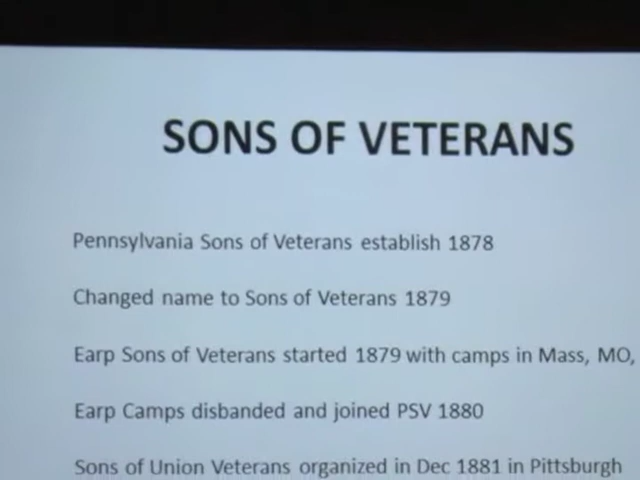 SONS OF VETERANS
Pennsylvania Sons of Veterans establish 1878
Changed name to Sons of Veterans 1879
Earp Sons of Veterans started 1879 with camps in Mass, MO,
Earp Camps disbanded and joined PSV 1880
Sons of Union Veterans organized in Dec 1881 in Pittsburgh